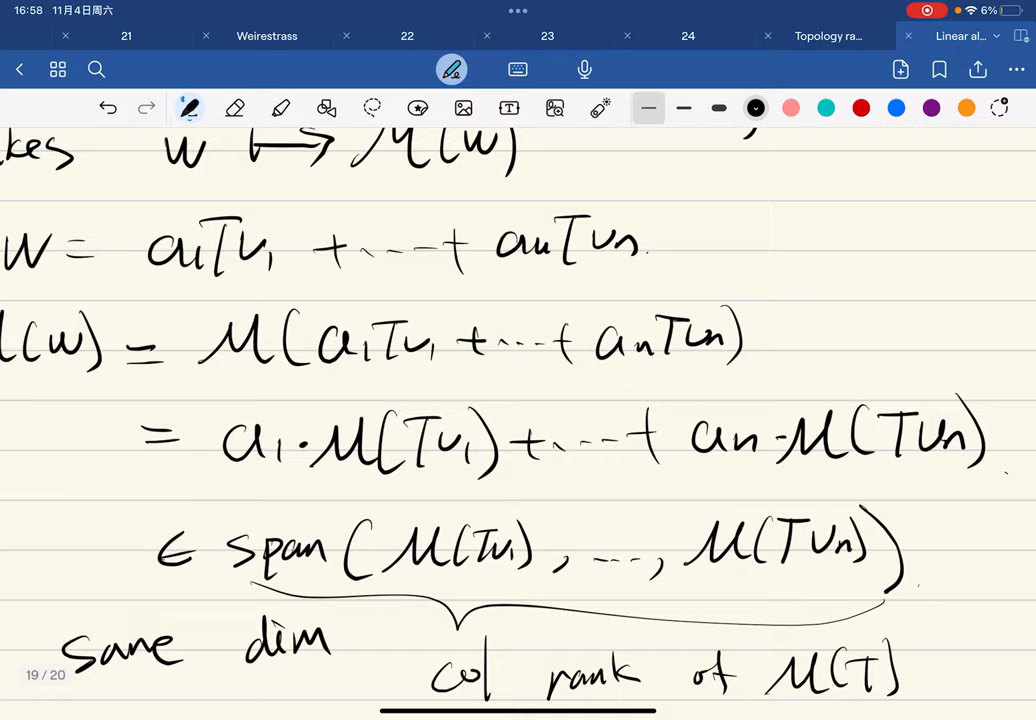 16:58 11月4日周六
6%
21
Weirestrass
22
23
24
Topology ra...
Linear al...
kes w ⟼ M(w)
w = a₁Tv₁ + ---- + anTvn.
(w) = M(a₁Tv₁ + ---- + anTvn)
= a₁·M(Tv₁) + ---- + an·M(Tvn).
∈ span(M(Tv₁), ---, M(Tvn)).
same dim
col rank of M(T)
19 / 20